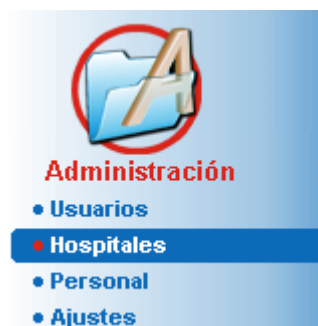 A
Administración
• Usuarios
• Hospitales
• Personal
• Ajustes